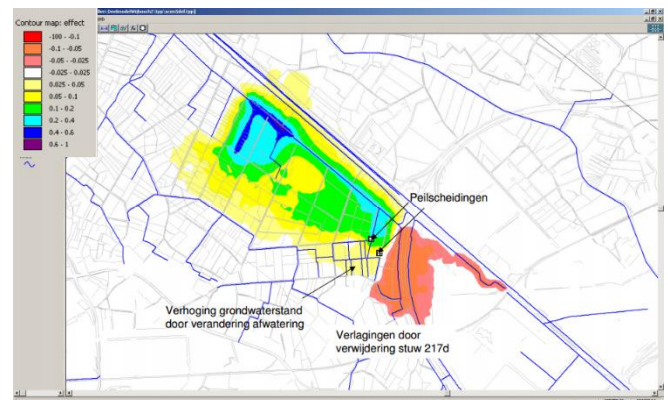 Contour map: effect
-100 - -0.1
-0.1 - -0.05
-0.05 - -0.025
-0.025 - 0.025
0.025 - 0.05
0.05 - 0.1
0.1 - 0.2
0.2 - 0.4
0.4 - 0.6
0.6 - 1
Peilscheidingen
Verhoging grondwaterstand
door verandering afwatering
Verlagingen door
verwijdering stuw 217d